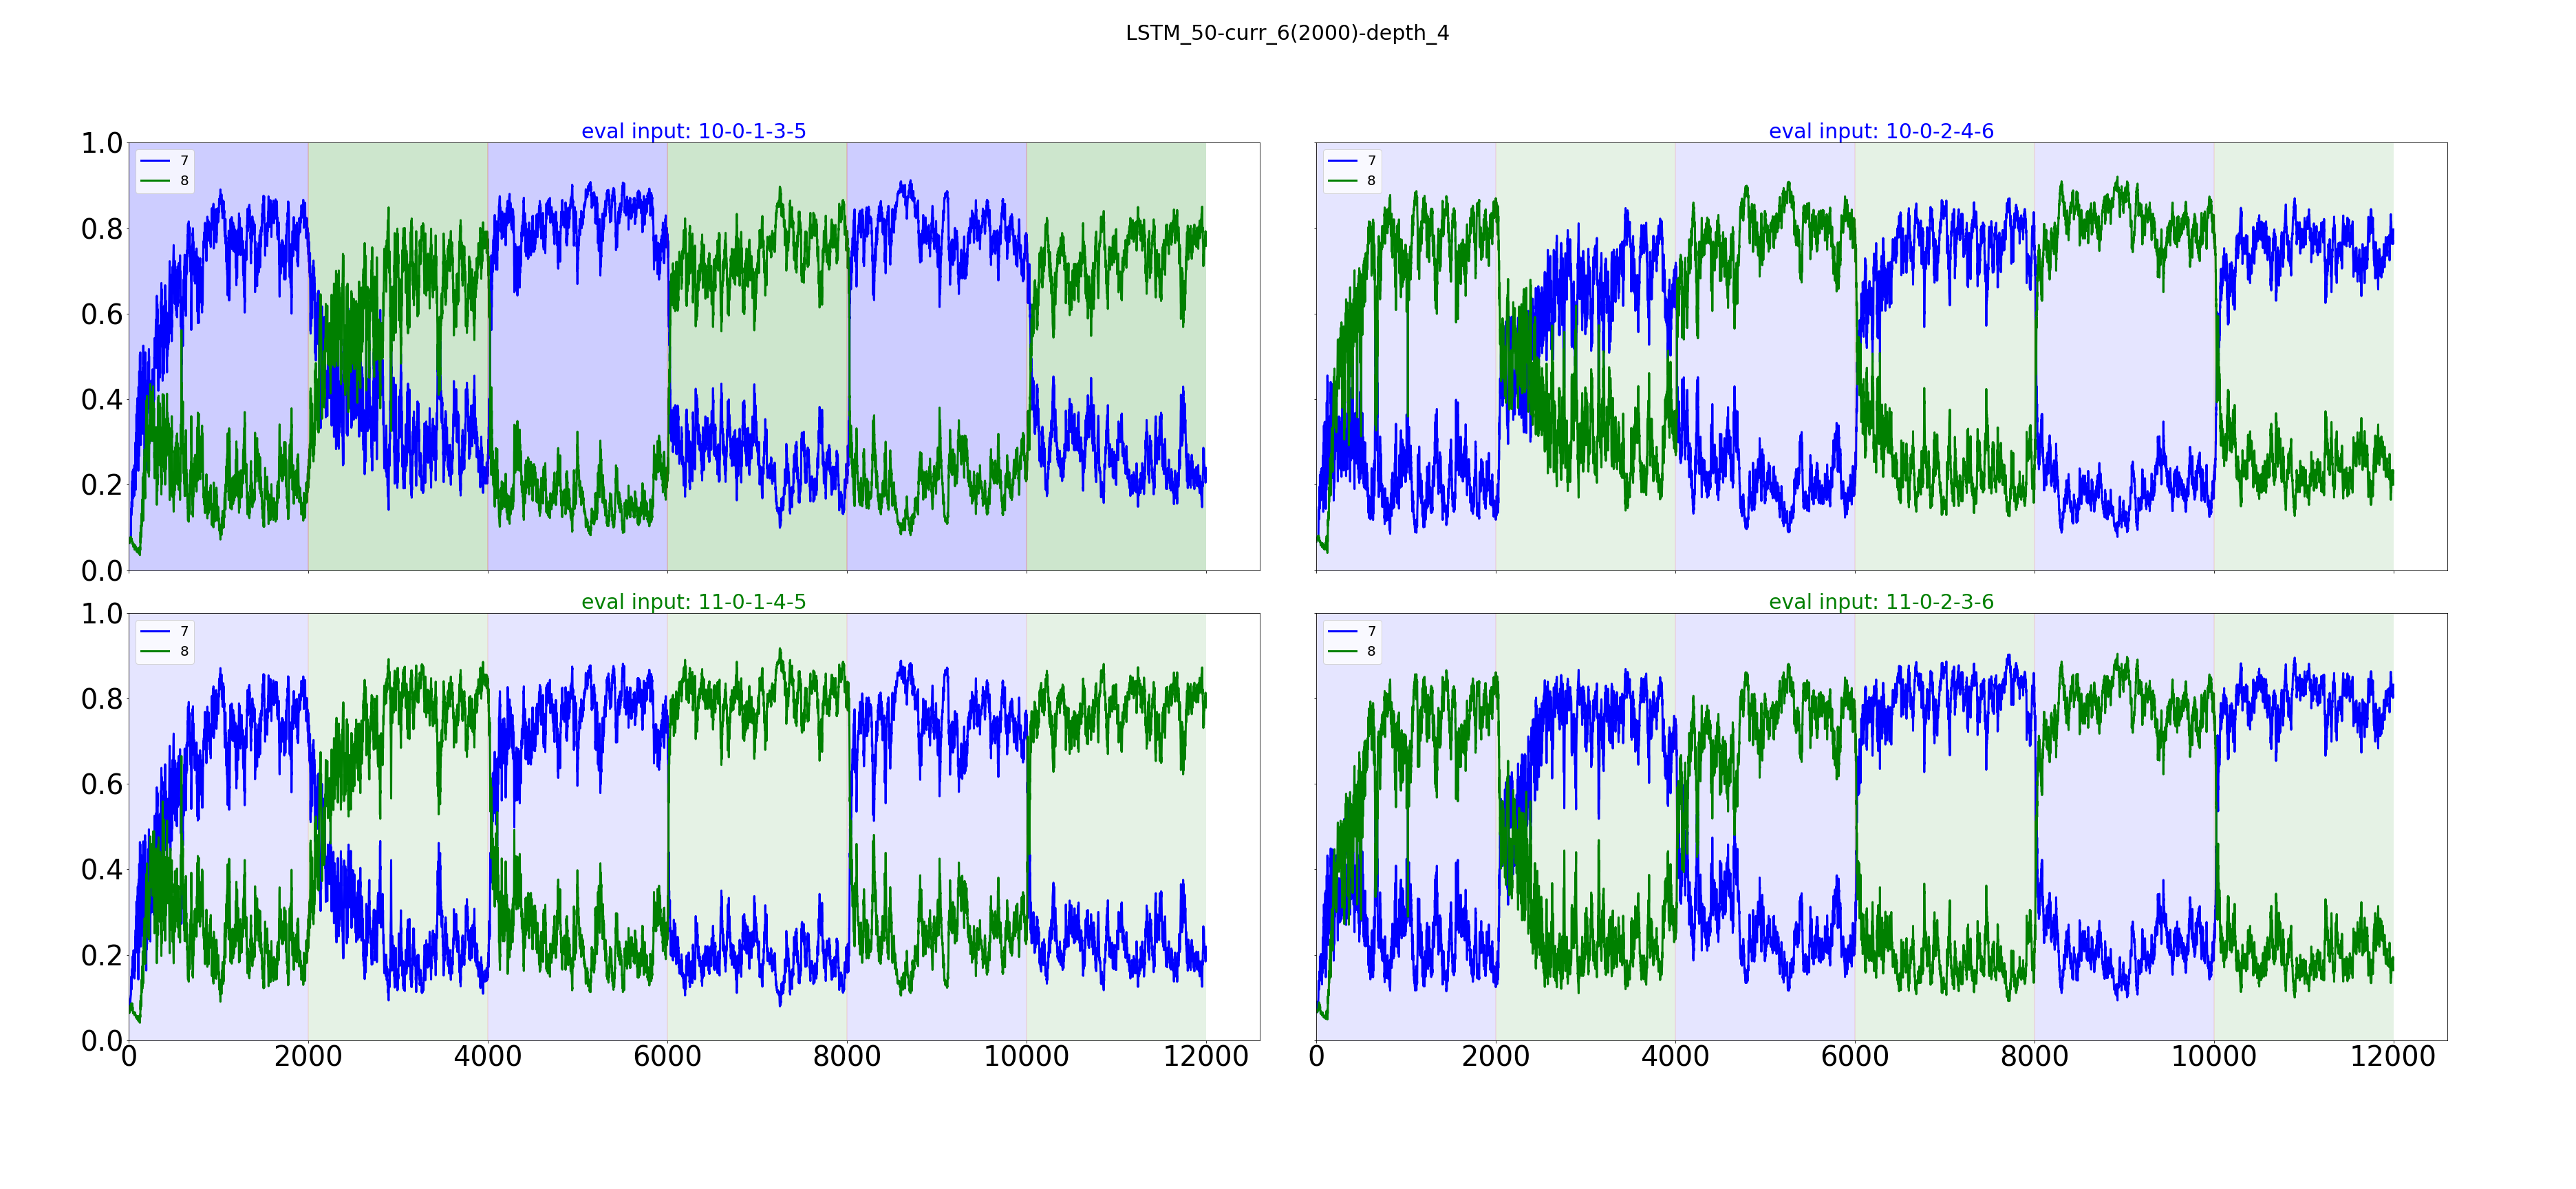 LSTM_50-curr_6(2000)-depth_4
eval input: 10-0-1-3-5
1.0
0.8
0.6
0.4
0.2
0.0
7
8
eval input: 10-0-2-4-6
7
8
eval input: 11-0-1-4-5
1.0
0.8
0.6
0.4
0.2
0.0
7
8
0 2000 4000 6000 8000 10000 12000
eval input: 11-0-2-3-6
7
8
0 2000 4000 6000 8000 10000 12000